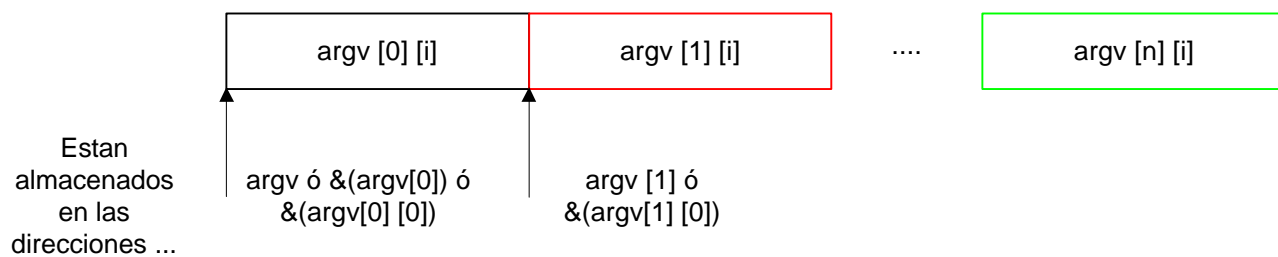 argv [0] [i]
argv [1] [i]
....
argv [n] [i]
Estan
almacenados
en las
direcciones ...
argv ó &(argv[0]) ó
&(argv[0] [0])
argv [1] ó
&(argv[1] [0])